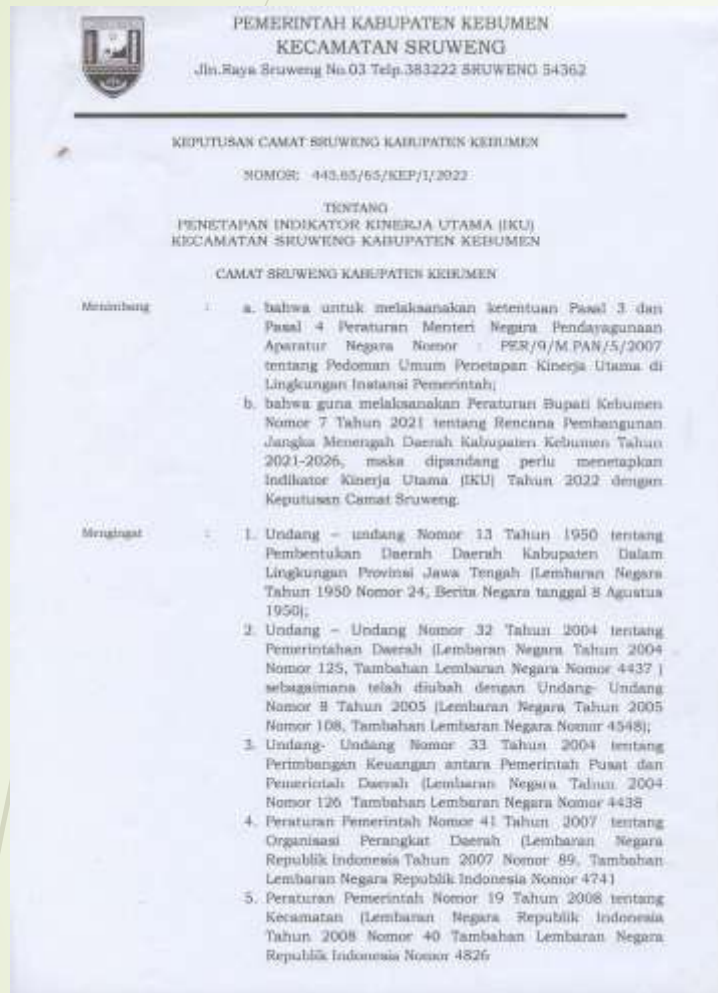 PEMERINTAH KABUPATEN KEBUMEN
KECAMATAN SRUWENG
Jln.Raya Sruweng No.03 Telp.383222 SRUWENG 54362
KEPUTUSAN CAMAT SRUWENG KABUPATEN KEBUMEN
NOMOR: 443.65/65/KEP/I/2022
TENTANG
PENETAPAN INDIKATOR KINERJA UTAMA (IKU)
KECAMATAN SRUWENG KABUPATEN KEBUMEN
CAMAT SRUWENG KABUPATEN KEBUMEN
Menimbang : a. bahwa untuk melaksanakan ketentuan Pasal 3 dan
Pasal 4 Peraturan Menteri Negara Pendayagunaan
Aparatur Negara Nomor : PER/9/M.PAN/5/2007
tentang Pedoman Umum Penetapan Kinerja Utama di
Lingkungan Instansi Pemerintah;
b. bahwa guna melaksanakan Peraturan Bupati Kebumen
Nomor 7 Tahun 2021 tentang Rencana Pembangunan
Jangka Menengah Daerah Kabupaten Kebumen Tahun
2021-2026, maka dipandang perlu menetapkan
Indikator Kinerja Utama (IKU) Tahun 2022 dengan
Keputusan Camat Sruweng.
Mengingat : 1. Undang – undang Nomor 13 Tahun 1950 tentang
Pembentukan Daerah Daerah Kabupaten Dalam
Lingkungan Provinsi Jawa Tengah (Lembaran Negara
Tahun 1950 Nomor 24, Berita Negara tanggal 8 Agustus
1950);
2. Undang – Undang Nomor 32 Tahun 2004 tentang
Pemerintahan Daerah (Lembaran Negara Tahun 2004
Nomor 125, Tambahan Lembaran Negara Nomor 4437 )
sebagaimana telah diubah dengan Undang- Undang
Nomor 8 Tahun 2005 (Lembaran Negara Tahun 2005
Nomor 108, Tambahan Lembaran Negara Nomor 4548);
3. Undang- Undang Nomor 33 Tahun 2004 tentang
Perimbangan Keuangan antara Pemerintah Pusat dan
Pemerintah Daerah (Lembaran Negara Tahun 2004
Nomor 126 Tambahan Lembaran Negara Nomor 4438
4. Peraturan Pemerintah Nomor 41 Tahun 2007 tentang
Organisasi Perangkat Daerah (Lembaran Negara
Republik Indonesia Tahun 2007 Nomor 89, Tambahan
Lembaran Negara Republik Indonesia Nomor 4741
5. Peraturan Pemerintah Nomor 19 Tahun 2008 tentang
Kecamatan (Lembaran Negara Republik Indonesia
Tahun 2008 Nomor 40 Tambahan Lembaran Negara
Republik Indonesia Nomor 4826